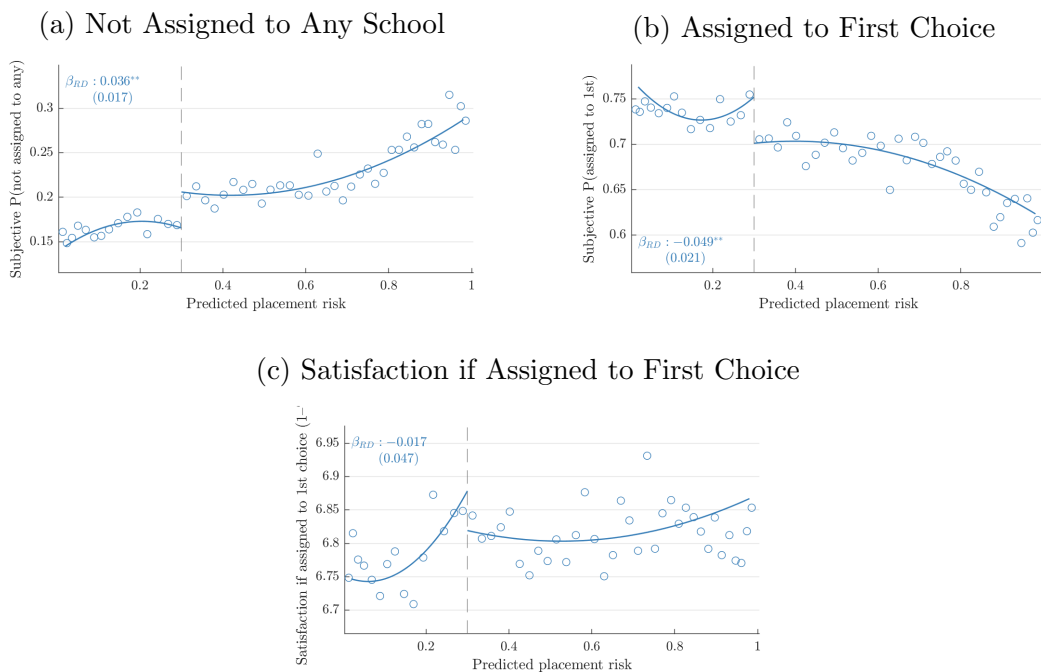 (a) Not Assigned to Any School
β_RD : 0.036**
(0.017)
Subjective P(not assigned to any)
0.3
0.25
0.2
0.15
0.2
0.4
0.6
0.8
1
Predicted placement risk
(b) Assigned to First Choice
Subjective P(assigned to 1st)
0.75
0.7
0.65
0.6
β_RD : −0.049**
(0.021)
0.2
0.4
0.6
0.8
Predicted placement risk
(c) Satisfaction if Assigned to First Choice
Satisfaction if assigned to 1st choice (1–
β_RD : −0.017
(0.047)
6.95
6.9
6.85
6.8
6.75
6.7
0.2
0.4
0.6
0.8
1
Predicted placement risk